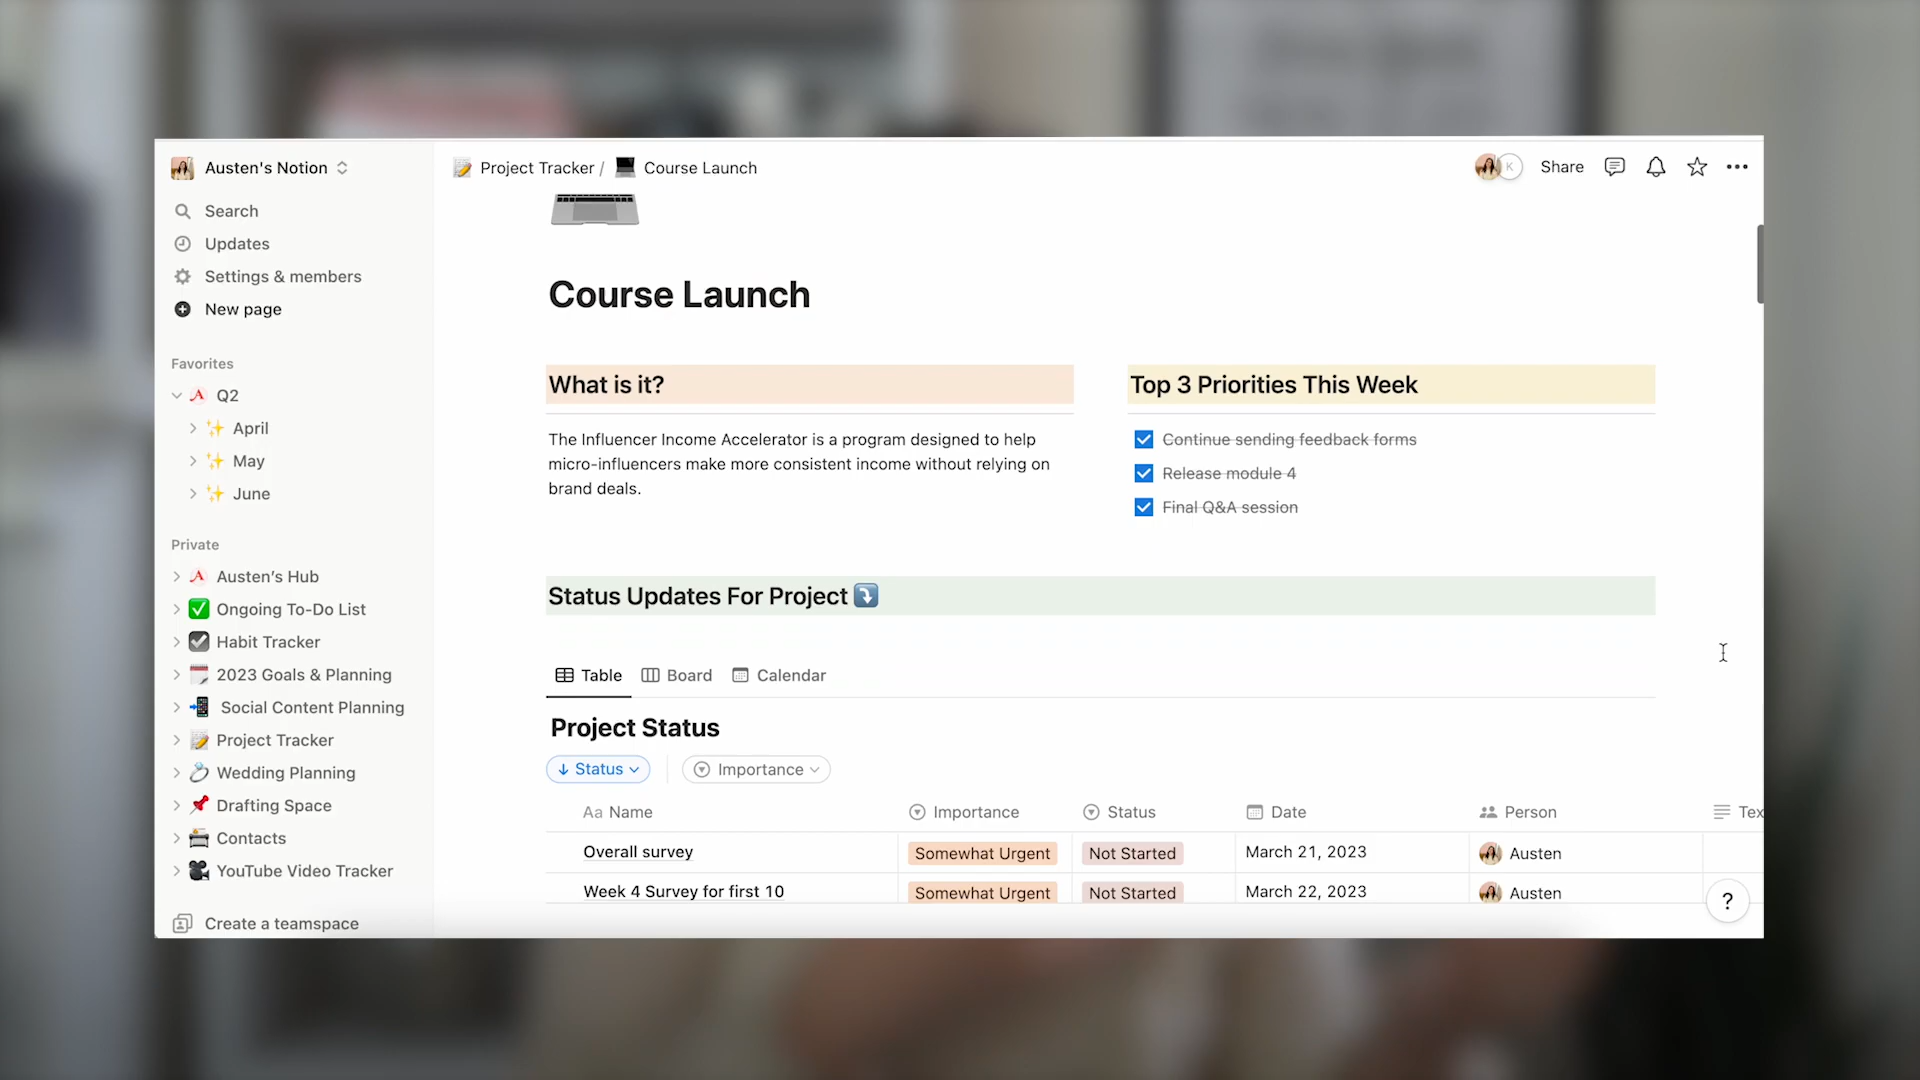 Austen's Notion
Search
Updates
Settings & members
New page
Favorites
Q2
April
May
June
Private
Austen's Hub
Ongoing To-Do List
Habit Tracker
2023 Goals & Planning
Social Content Planning
Project Tracker
Wedding Planning
Drafting Space
Contacts
YouTube Video Tracker
Create a teamspace
Project Tracker / Course Launch
K
Share
Course Launch
What is it?
The Influencer Income Accelerator is a program designed to help
micro-influencers make more consistent income without relying on
brand deals.
Top 3 Priorities This Week
Continue sending feedback forms
Release module 4
Final Q&A session
Status Updates For Project
Table Board Calendar
Project Status
Status Importance
Aa Name Importance Status Date Person Tex
Overall survey Somewhat Urgent Not Started March 21, 2023 Austen
Week 4 Survey for first 10 Somewhat Urgent Not Started March 22, 2023 Austen
?